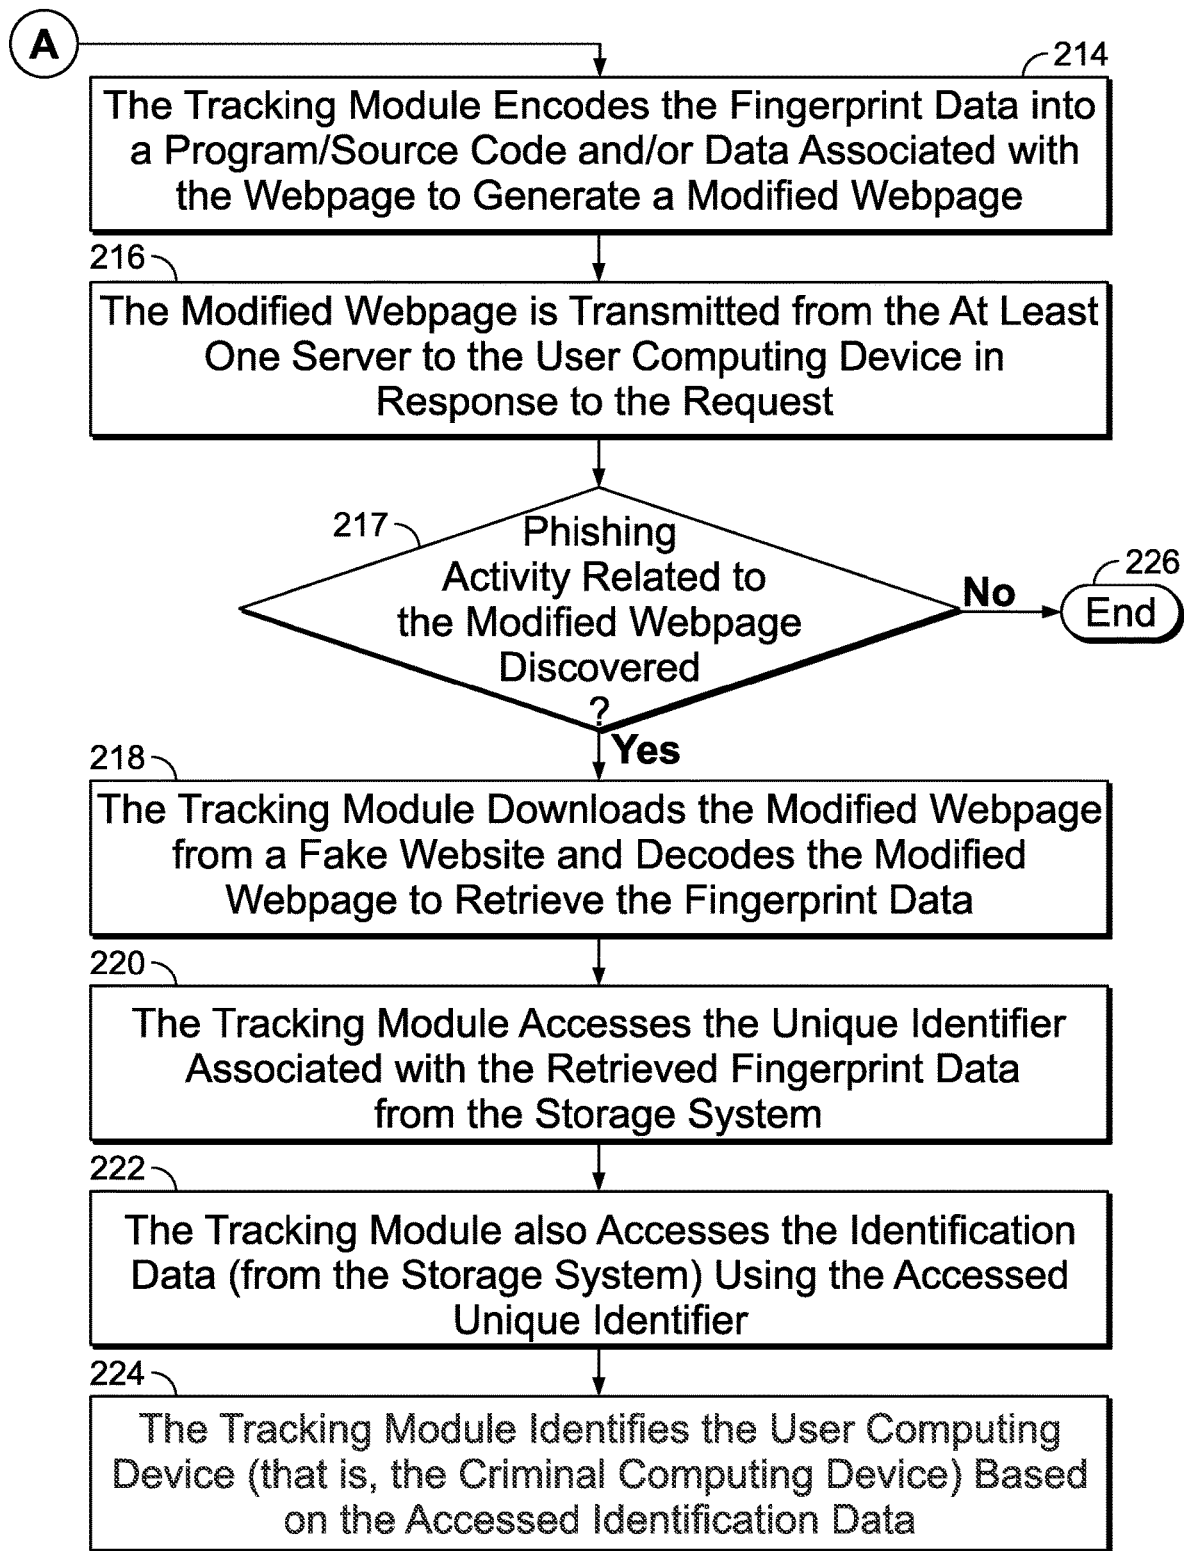 A
214
The Tracking Module Encodes the Fingerprint Data into
a Program/Source Code and/or Data Associated with
the Webpage to Generate a Modified Webpage
216
The Modified Webpage is Transmitted from the At Least
One Server to the User Computing Device in
Response to the Request
217
Phishing
Activity Related to
the Modified Webpage
Discovered
?
No
226
End
Yes
218
The Tracking Module Downloads the Modified Webpage
from a Fake Website and Decodes the Modified
Webpage to Retrieve the Fingerprint Data
220
The Tracking Module Accesses the Unique Identifier
Associated with the Retrieved Fingerprint Data
from the Storage System
222
The Tracking Module also Accesses the Identification
Data (from the Storage System) Using the Accessed
Unique Identifier
224
The Tracking Module Identifies the User Computing
Device (that is, the Criminal Computing Device) Based
on the Accessed Identification Data